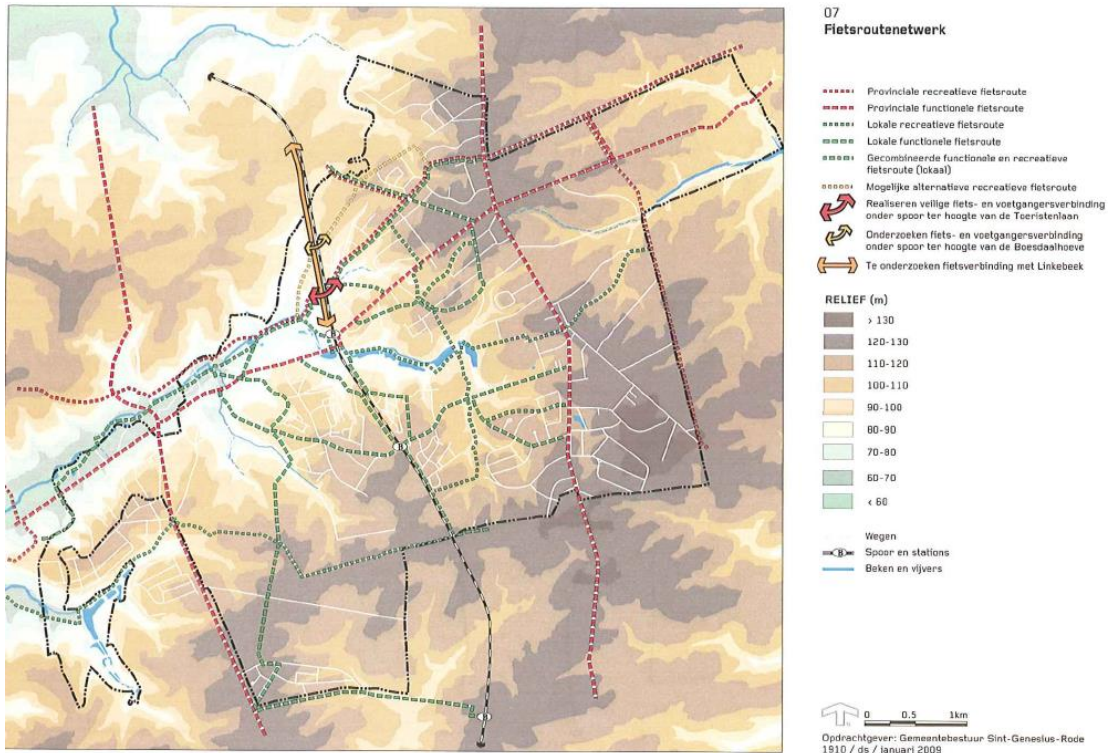 07
Fietsroutenetwerk
Provinciale recreatieve fietsroute
Provinciale functionele fietsroute
Lokale recreatieve fietsroute
Lokale functionele fietsroute
Gecombineerde functionele en recreatieve
fietsroute (lokaal)
Mogelijke alternatieve recreatieve fietsroute
Realiseren veilige fiets- en voetgangersverbinding
onder spoor ter hoogte van de Toeristenlaan
Onderzoeken fiets- en voetgangersverbinding
onder spoor ter hoogte van de Boesdaalhoeve
Te onderzoeken fietsverbinding met Linkebeek
RELIEF (m)
> 130
120-130
110-120
100-110
90-100
80-90
70-80
60-70
< 60
Wegen
B Spoor en stations
Beken en vijvers
B
B
B
0 0.5 1km
Opdrachtgever: Gemeentebestuur Sint-Genesius-Rode
1910 / ds / januari 2009